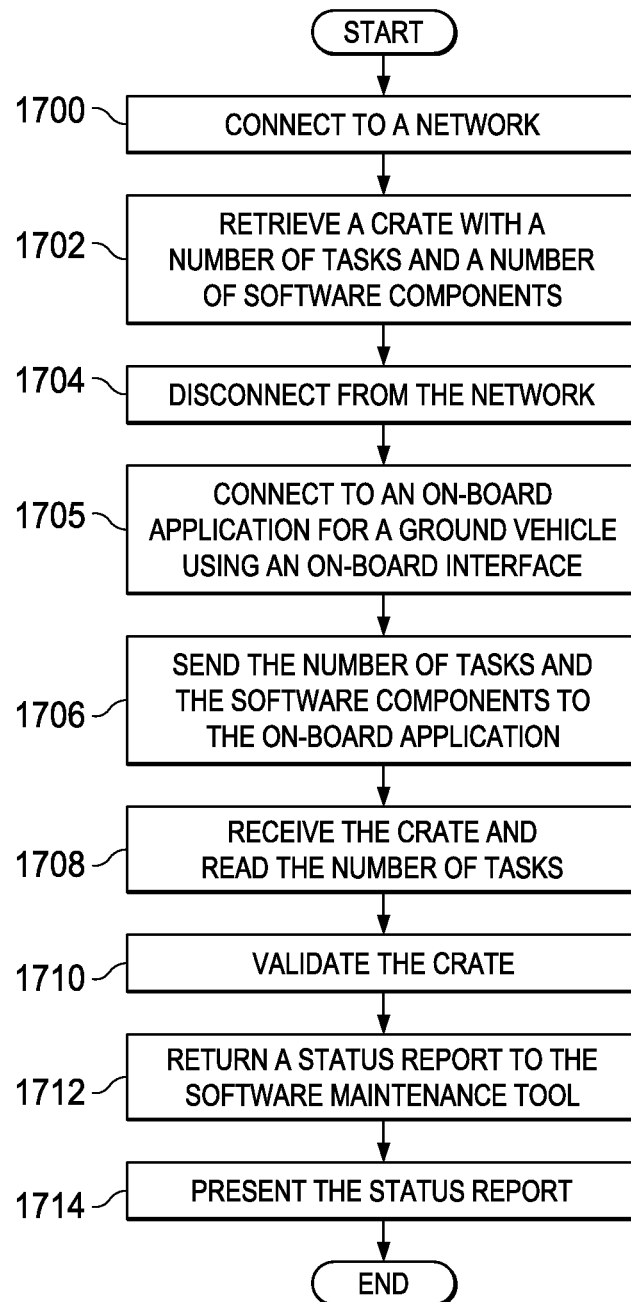 START
1700
CONNECT TO A NETWORK
1702
RETRIEVE A CRATE WITH A
NUMBER OF TASKS AND A NUMBER
OF SOFTWARE COMPONENTS
1704
DISCONNECT FROM THE NETWORK
1705
CONNECT TO AN ON-BOARD
APPLICATION FOR A GROUND VEHICLE
USING AN ON-BOARD INTERFACE
1706
SEND THE NUMBER OF TASKS AND
THE SOFTWARE COMPONENTS TO
THE ON-BOARD APPLICATION
1708
RECEIVE THE CRATE AND
READ THE NUMBER OF TASKS
1710
VALIDATE THE CRATE
1712
RETURN A STATUS REPORT TO THE
SOFTWARE MAINTENANCE TOOL
1714
PRESENT THE STATUS REPORT
END